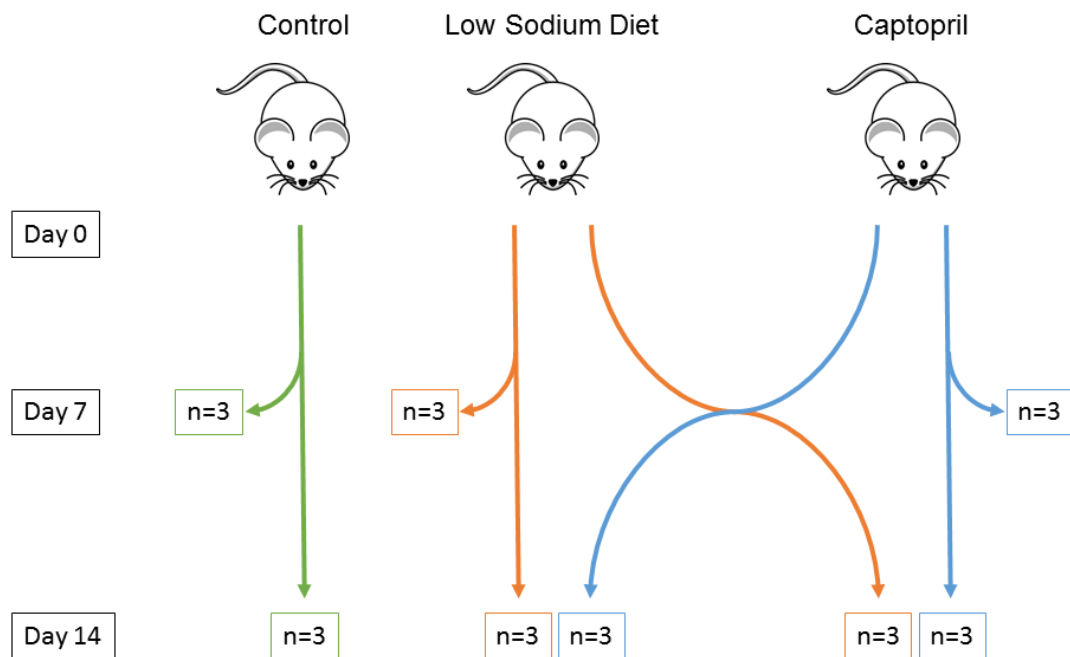 Control
Low Sodium Diet
Captopril
Day 0
Day 7
n=3
n=3
n=3
Day 14
n=3
n=3
n=3
n=3
n=3